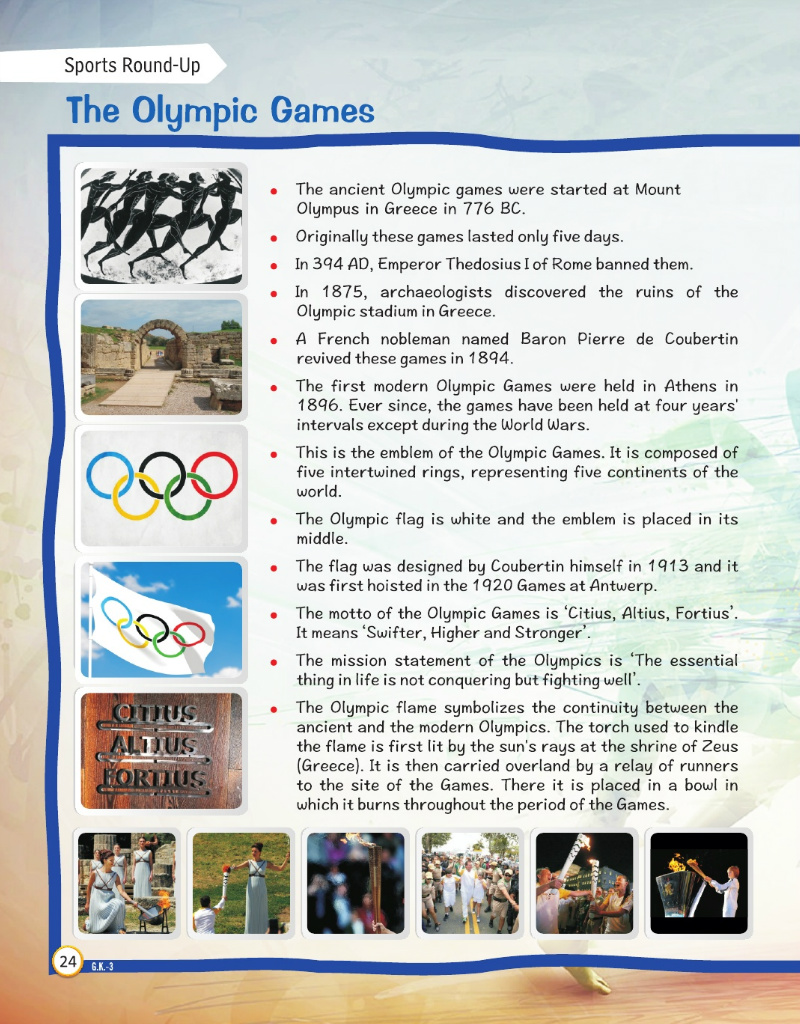 Sports Round-Up
The Olympic Games
• The ancient Olympic games were started at Mount
Olympus in Greece in 776 BC.
• Originally these games lasted only five days.
• In 394 AD, Emperor Thedosius I of Rome banned them.
• In 1875, archaeologists discovered the ruins of the
Olympic stadium in Greece.
• A French nobleman named Baron Pierre de Coubertin
revived these games in 1894.
• The first modern Olympic Games were held in Athens in
1896. Ever since, the games have been held at four years'
intervals except during the World Wars.
• This is the emblem of the Olympic Games. It is composed of
five intertwined rings, representing five continents of the
world.
• The Olympic flag is white and the emblem is placed in its
middle.
• The flag was designed by Coubertin himself in 1913 and it
was first hoisted in the 1920 Games at Antwerp.
• The motto of the Olympic Games is ‘Citius, Altius, Fortius’.
It means ‘Swifter, Higher and Stronger’.
• The mission statement of the Olympics is ‘The essential
thing in life is not conquering but fighting well’.
• The Olympic flame symbolizes the continuity between the
ancient and the modern Olympics. The torch used to kindle
the flame is first lit by the sun's rays at the shrine of Zeus
(Greece). It is then carried overland by a relay of runners
to the site of the Games. There it is placed in a bowl in
which it burns throughout the period of the Games.
CITIUS
ALTIUS
FORTIUS
24
G.K.-3